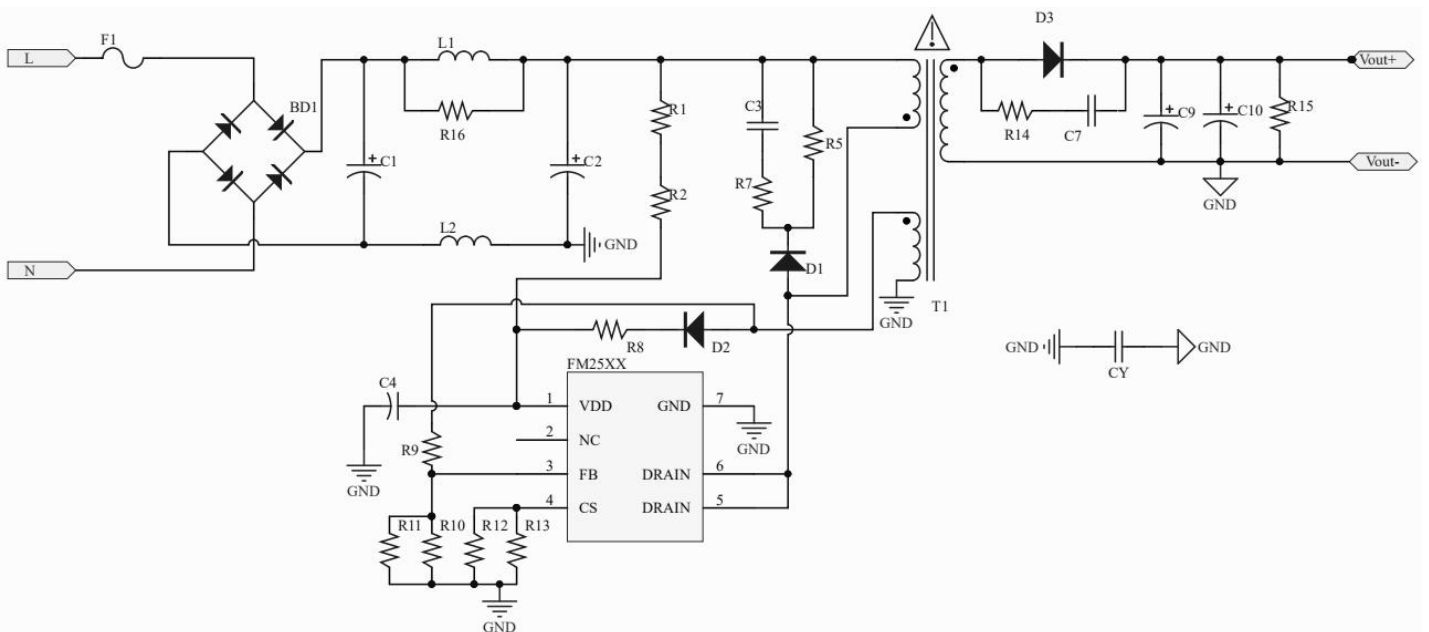 D3
F1
L1
L
Vout+
BD1
C3
R1
R16
R14
C7
+
C9
+
C10
R15
R5
+
C1
+
C2
Vout-
R7
R2
GND
L2
GND
N
D1
GND
T1
R8
D2
GND
CY
GND
FM25XX
C4
1
VDD
GND
7
2
NC
GND
R9
3
FB
DRAIN
6
GND
4
CS
DRAIN
5
R11
R10
R12
R13
GND